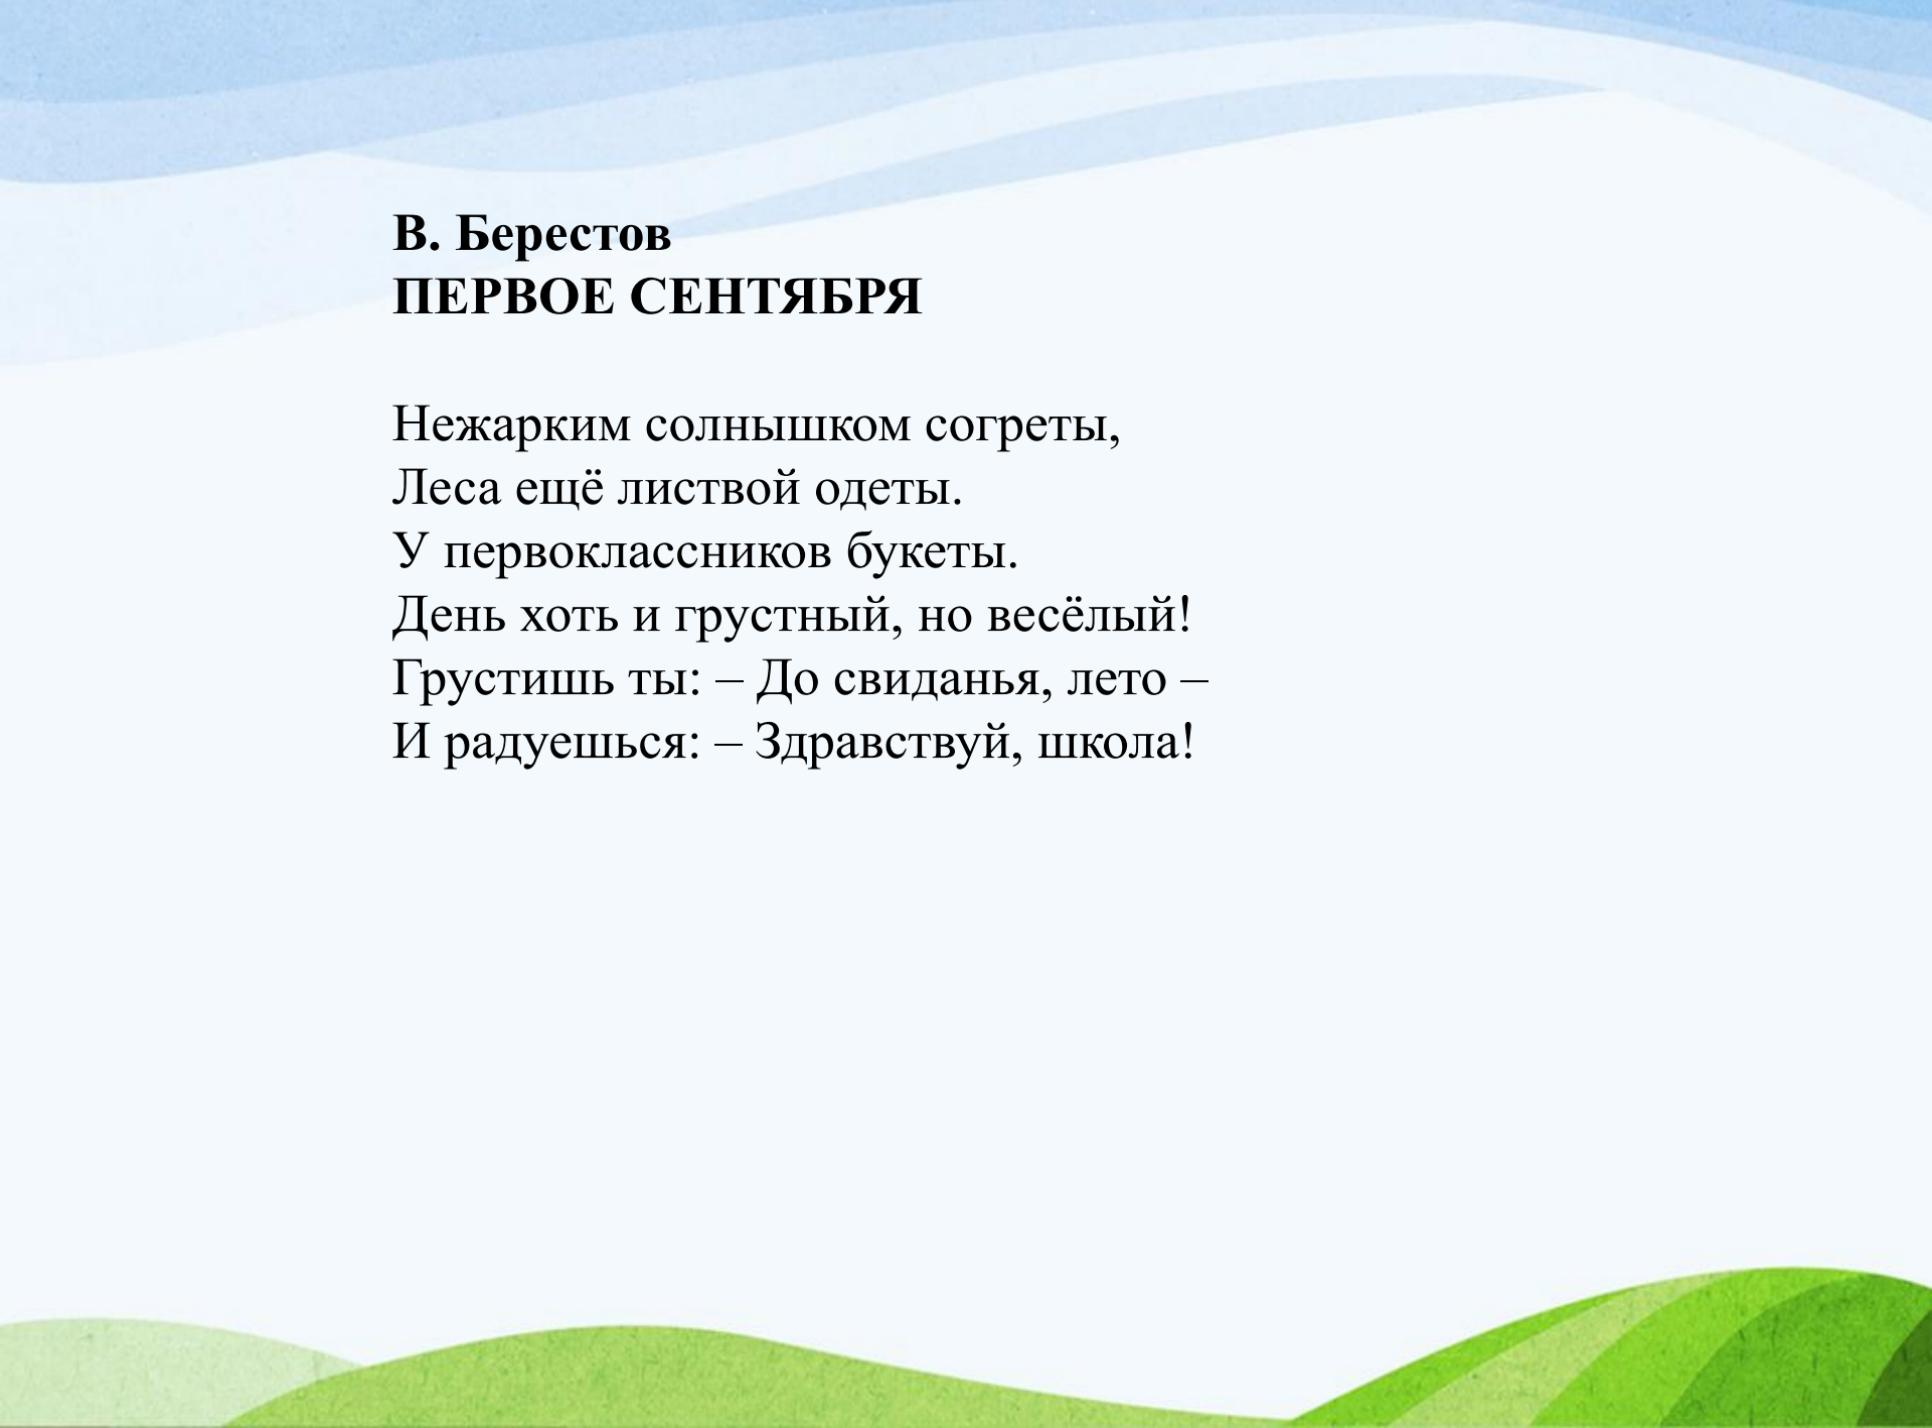 В. Берестов
ПЕРВОЕ СЕНТЯБРЯ
Нежарким солнышком согреты,
Леса ещё листвой одеты.
У первоклассников букеты.
День хоть и грустный, но весёлый!
Грустишь ты: – До свиданья, лето –
И радуешься: – Здравствуй, школа!